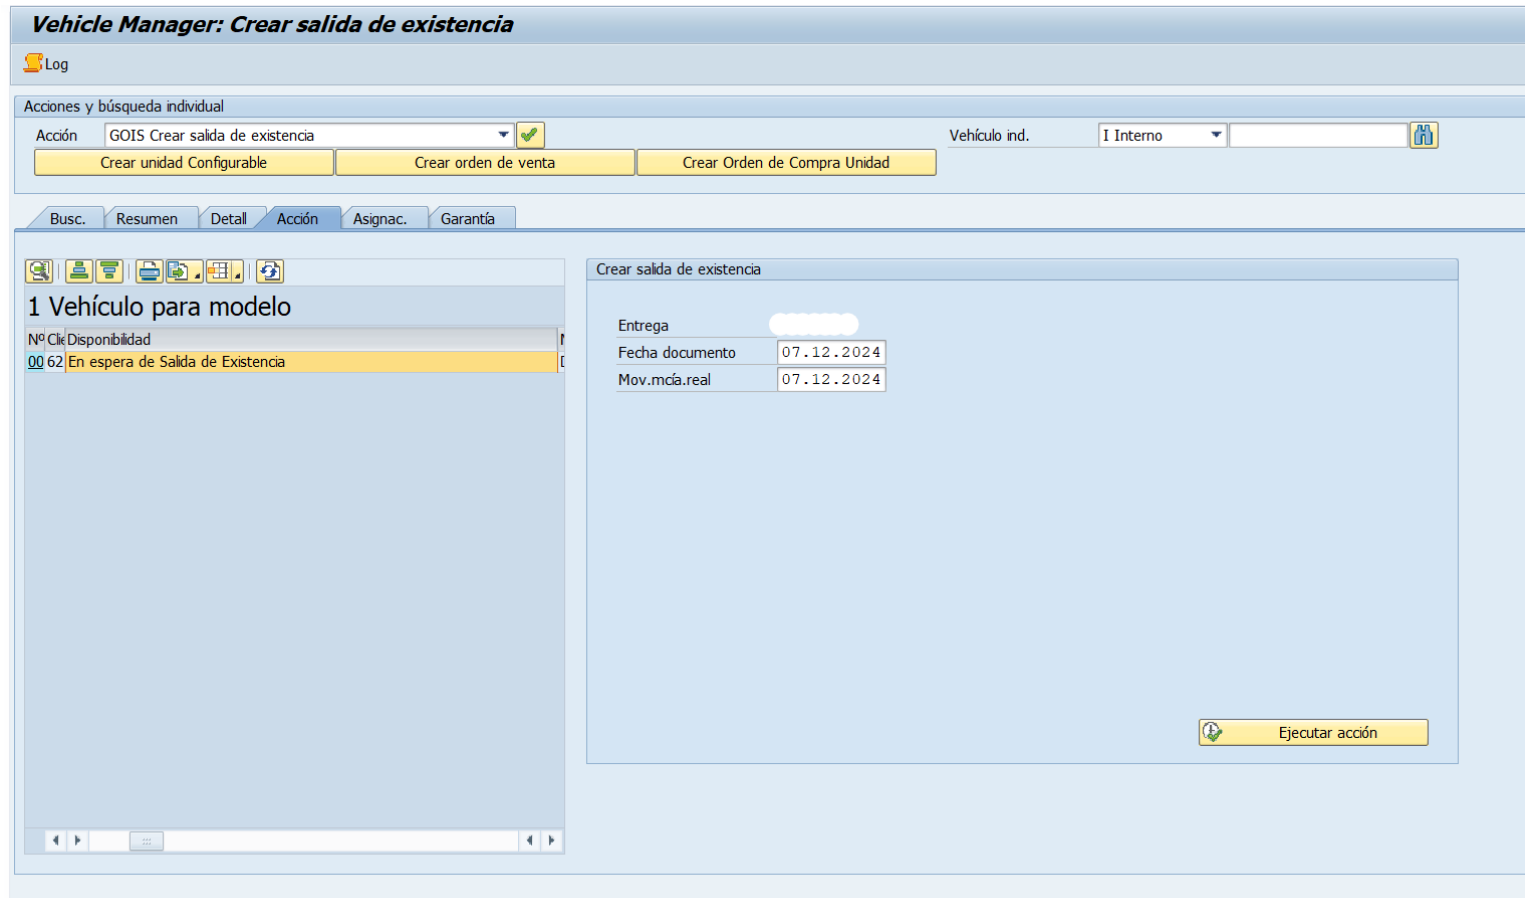 Vehicle Manager: Crear salida de existencia
Log
Acciones y búsqueda individual
Acción GOIS Crear salida de existencia Vehículo ind. I Interno
Crear unidad Configurable Crear orden de venta Crear Orden de Compra Unidad
Busc. Resumen Detall Acción Asignac. Garantía
Crear salida de existencia
1 Vehículo para modelo
Entrega
Nº Clie Disponibilidad
Fecha documento 07.12.2024
00 62 En espera de Salida de Existencia
Mov.mcía.real 07.12.2024
Ejecutar acción